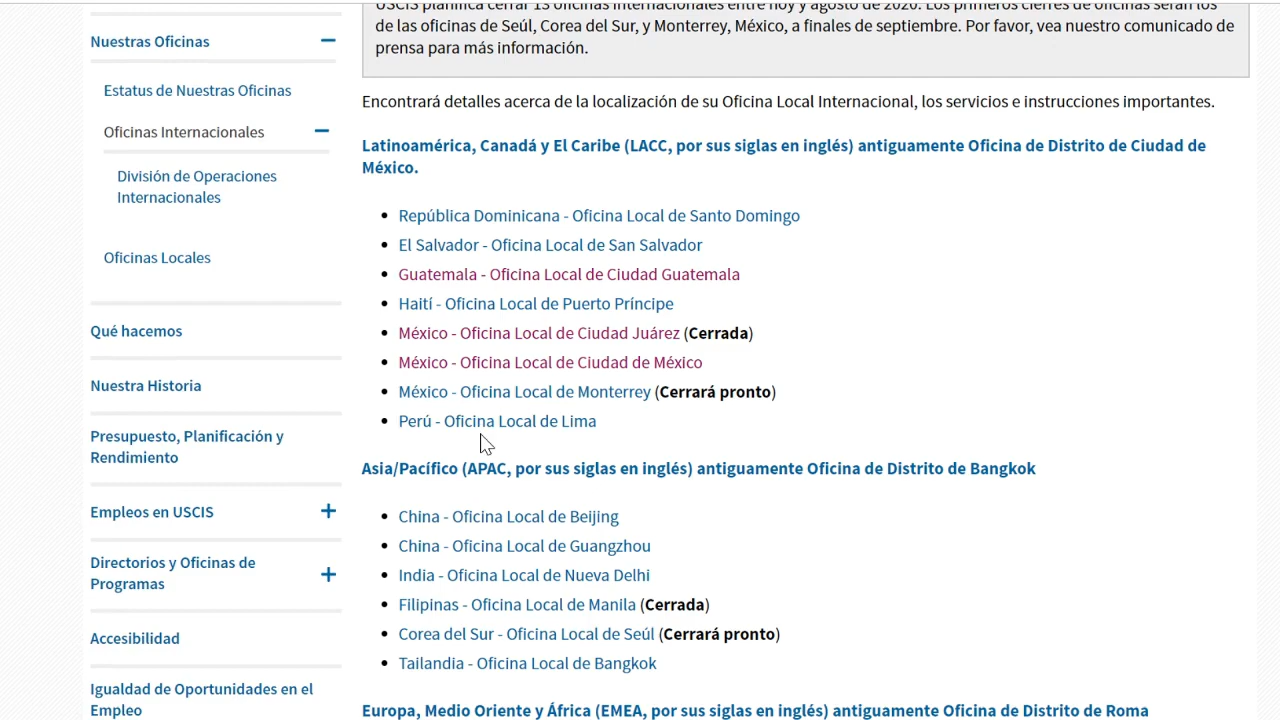 Nuestras Oficinas
Estatus de Nuestras Oficinas
Oficinas Internacionales
División de Operaciones
Internacionales
Oficinas Locales
Qué hacemos
Nuestra Historia
Presupuesto, Planificación y
Rendimiento
Empleos en USCIS
Directorios y Oficinas de
Programas
Accesibilidad
Igualdad de Oportunidades en el
Empleo
USCIS planifica cerrar 13 oficinas internacionales entre hoy y agosto de 2020. Los primeros cierres de oficinas serán los
de las oficinas de Seúl, Corea del Sur, y Monterrey, México, a finales de septiembre. Por favor, vea nuestro comunicado de
prensa para más información.
Encontrará detalles acerca de la localización de su Oficina Local Internacional, los servicios e instrucciones importantes.
Latinoamérica, Canadá y El Caribe (LACC, por sus siglas en inglés) antiguamente Oficina de Distrito de Ciudad de
México.
República Dominicana - Oficina Local de Santo Domingo
El Salvador - Oficina Local de San Salvador
Guatemala - Oficina Local de Ciudad Guatemala
Haití - Oficina Local de Puerto Príncipe
México - Oficina Local de Ciudad Juárez (Cerrada)
México - Oficina Local de Ciudad de México
México - Oficina Local de Monterrey (Cerrará pronto)
Perú - Oficina Local de Lima
Asia/Pacífico (APAC, por sus siglas en inglés) antiguamente Oficina de Distrito de Bangkok
China - Oficina Local de Beijing
China - Oficina Local de Guangzhou
India - Oficina Local de Nueva Delhi
Filipinas - Oficina Local de Manila (Cerrada)
Corea del Sur - Oficina Local de Seúl (Cerrará pronto)
Tailandia - Oficina Local de Bangkok
Europa, Medio Oriente y África (EMEA, por sus siglas en inglés) antiguamente Oficina de Distrito de Roma